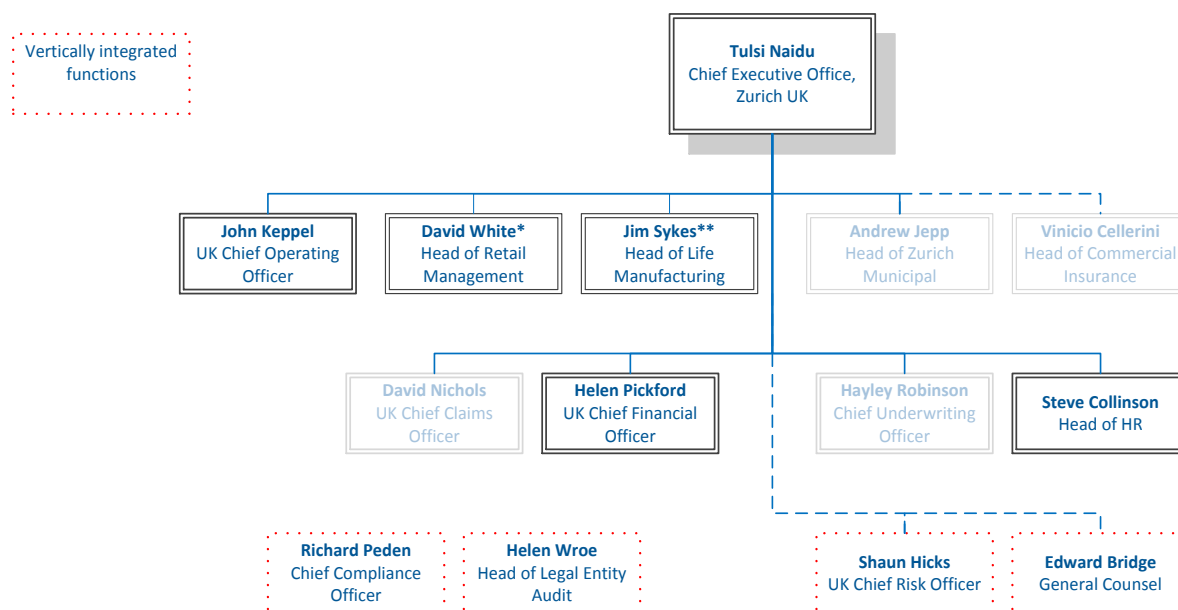 Vertically integrated
functions
Tulsi Naidu
Chief Executive Office,
Zurich UK
John Keppel
UK Chief Operating
Officer
David White*
Head of Retail
Management
Jim Sykes**
Head of Life
Manufacturing
Andrew Jepp
Head of Zurich
Municipal
Vinicio Cellerini
Head of Commercial
Insurance
David Nichols
UK Chief Claims
Officer
Helen Pickford
UK Chief Financial
Officer
Hayley Robinson
Chief Underwriting
Officer
Steve Collinson
Head of HR
Richard Peden
Chief Compliance
Officer
Helen Wroe
Head of Legal Entity
Audit
Shaun Hicks
UK Chief Risk Officer
Edward Bridge
General Counsel